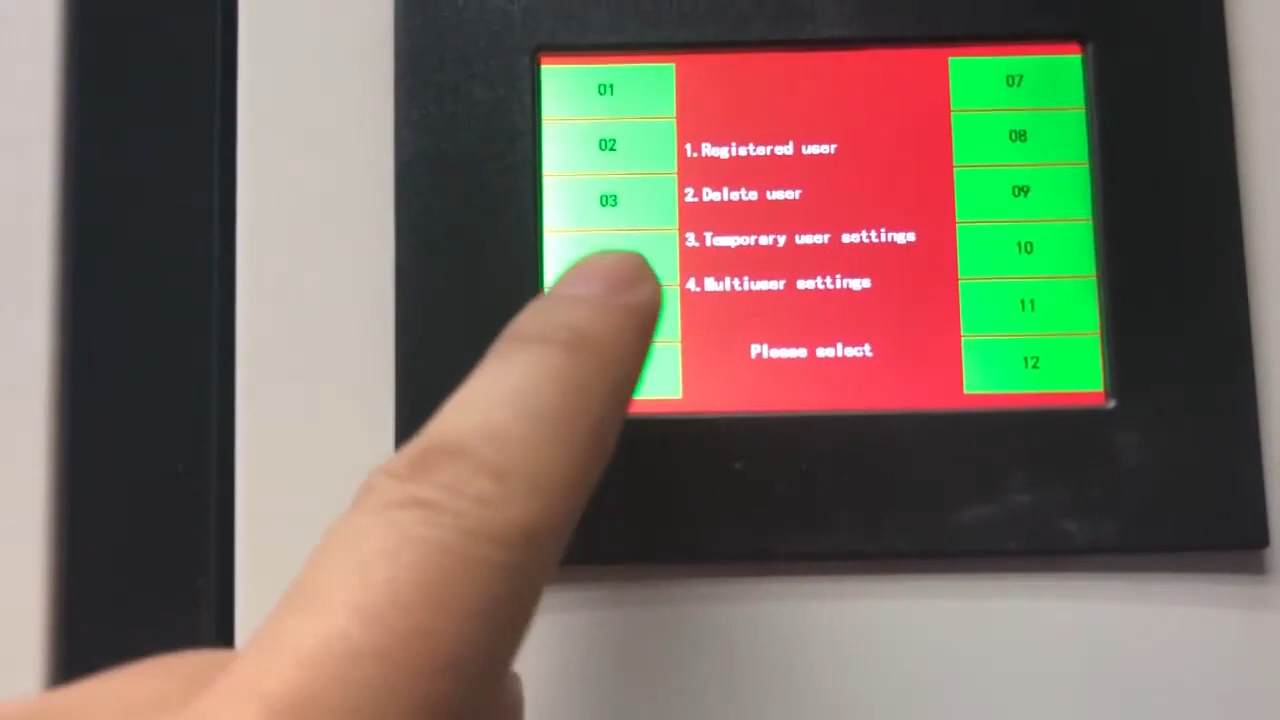 01
02
03
1.Registered user
2.Delete user
3.Temporary user settings
4.Multiuser settings
Please select
07
08
09
10
11
12